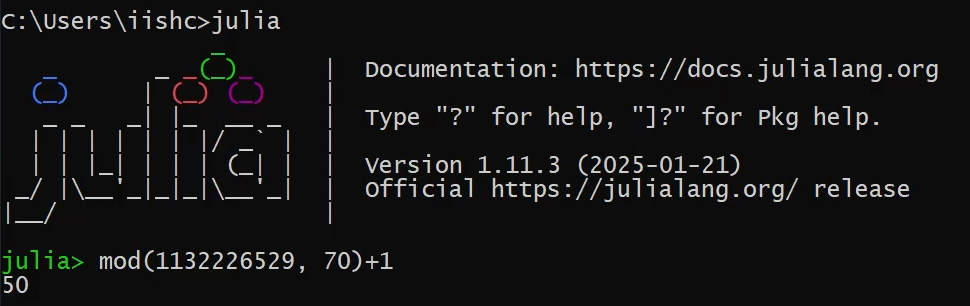 C:\Users\iishc>julia
Documentation: https://docs.julialang.org
Type "?" for help, "]?" for Pkg help.
Version 1.11.3 (2025-01-21)
Official https://julialang.org/ release
julia> mod(1132226529, 70)+1
50